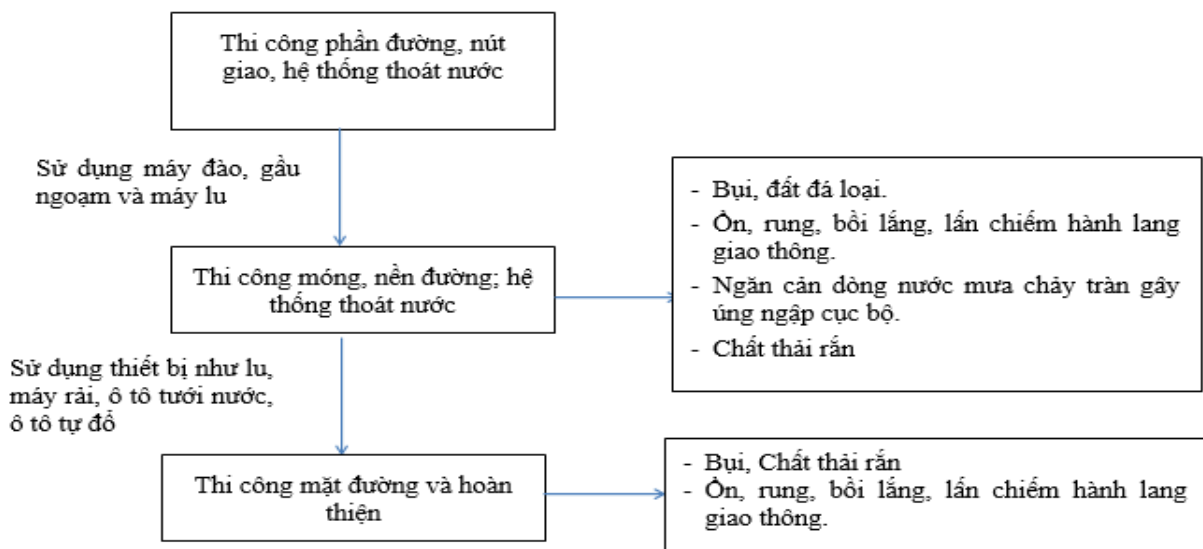 Thi công phần đường, nút
giao, hệ thống thoát nước
Sử dụng máy đào, gầu
ngoạm và máy lu
- Bụi, đất đá loại.
- Ồn, rung, bồi lắng, lấn chiếm hành lang
giao thông.
- Ngăn cản dòng nước mưa chảy tràn gây
úng ngập cục bộ.
- Chất thải rắn
Thi công móng, nền đường; hệ
thống thoát nước
Sử dụng thiết bị như lu,
máy rải, ô tô tưới nước,
ô tô tự đổ
Thi công mặt đường và hoàn
thiện
- Bụi, Chất thải rắn
- Ồn, rung, bồi lắng, lấn chiếm hành lang
giao thông.